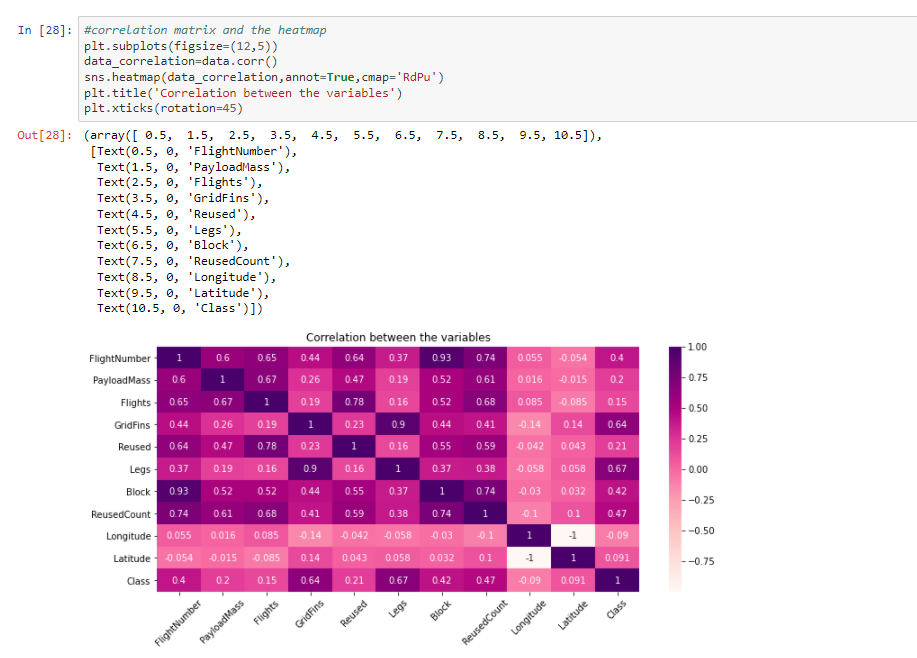 In [28]: #correlation matrix and the heatmap
plt.subplots(figsize=(12,5))
data_correlation=data.corr()
sns.heatmap(data_correlation,annot=True,cmap='RdPu')
plt.title('Correlation between the variables')
plt.xticks(rotation=45)
Out[28]: (array([ 0.5, 1.5, 2.5, 3.5, 4.5, 5.5, 6.5, 7.5, 8.5, 9.5, 10.5]),
[Text(0.5, 0, 'FlightNumber'),
Text(1.5, 0, 'PayloadMass'),
Text(2.5, 0, 'Flights'),
Text(3.5, 0, 'GridFins'),
Text(4.5, 0, 'Reused'),
Text(5.5, 0, 'Legs'),
Text(6.5, 0, 'Block'),
Text(7.5, 0, 'ReusedCount'),
Text(8.5, 0, 'Longitude'),
Text(9.5, 0, 'Latitude'),
Text(10.5, 0, 'Class')])
Correlation between the variables
FlightNumber 1 0.6 0.65 0.44 0.64 0.37 0.93 0.74 0.055 -0.054 0.4
PayloadMass 0.6 1 0.67 0.26 0.47 0.19 0.52 0.61 0.016 -0.015 0.2
Flights 0.65 0.67 1 0.19 0.78 0.16 0.52 0.68 0.085 -0.085 0.15
GridFins 0.44 0.26 0.19 1 0.23 0.9 0.44 0.41 -0.14 0.14 0.64
Reused 0.64 0.47 0.78 0.23 1 0.16 0.55 0.59 -0.042 0.043 0.21
Legs 0.37 0.19 0.16 0.9 0.16 1 0.37 0.38 -0.058 0.058 0.67
Block 0.93 0.52 0.52 0.44 0.55 0.37 1 0.74 -0.03 0.032 0.42
ReusedCount 0.74 0.61 0.68 0.41 0.59 0.38 0.74 1 -0.1 0.1 0.47
Longitude 0.055 0.016 0.085 -0.14 -0.042 -0.058 -0.03 -0.1 1 -1 -0.09
Latitude -0.054 -0.015 -0.085 0.14 0.043 0.058 0.032 0.1 -1 1 0.091
Class 0.4 0.2 0.15 0.64 0.21 0.67 0.42 0.47 -0.09 0.091 1
FlightNumber PayloadMass Flights GridFins Reused Legs Block ReusedCount Longitude Latitude Class
1.00
0.75
0.50
0.25
0.00
-0.25
-0.50
-0.75